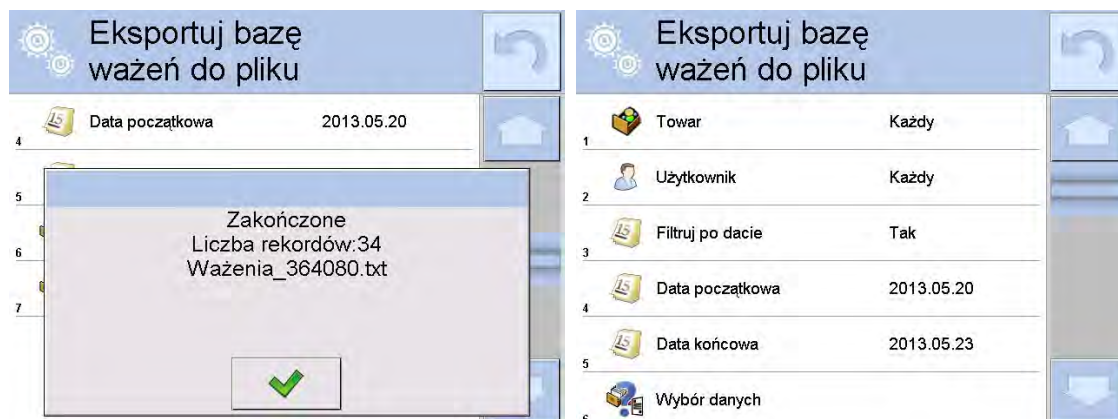 Eksportuj bazę
ważeń do pliku
4 Data początkowa 2013.05.20
5
6
7
Zakończone
Liczba rekordów:34
Ważenia_364080.txt
Eksportuj bazę
ważeń do pliku
1 Towar Każdy
2 Użytkownik Każdy
3 Filtruj po dacie Tak
4 Data początkowa 2013.05.20
5 Data końcowa 2013.05.23
Wybór danych